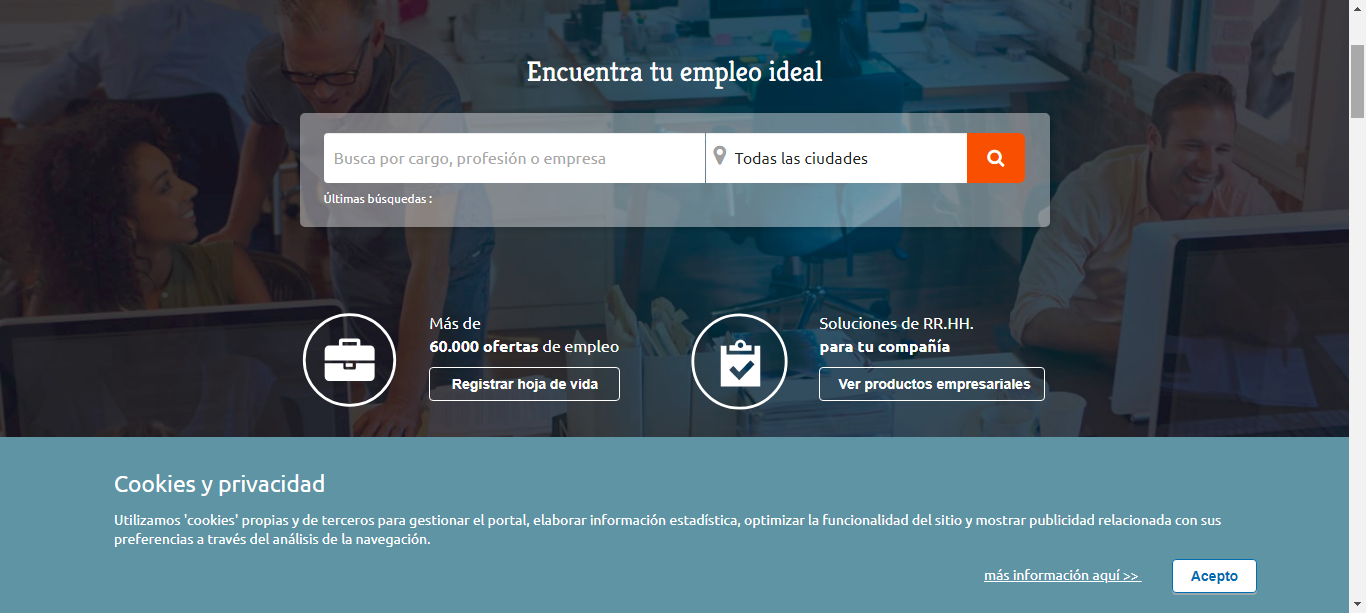 Encuentra tu empleo ideal
Busca por cargo, profesión o empresa
Todas las ciudades
Últimas búsquedas :
Más de
60.000 ofertas de empleo
Registrar hoja de vida
Soluciones de RR.HH.
para tu compañía
Ver productos empresariales
Cookies y privacidad
Utilizamos 'cookies' propias y de terceros para gestionar el portal, elaborar información estadística, optimizar la funcionalidad del sitio y mostrar publicidad relacionada con sus
preferencias a través del análisis de la navegación.
más información aquí >>
Acepto